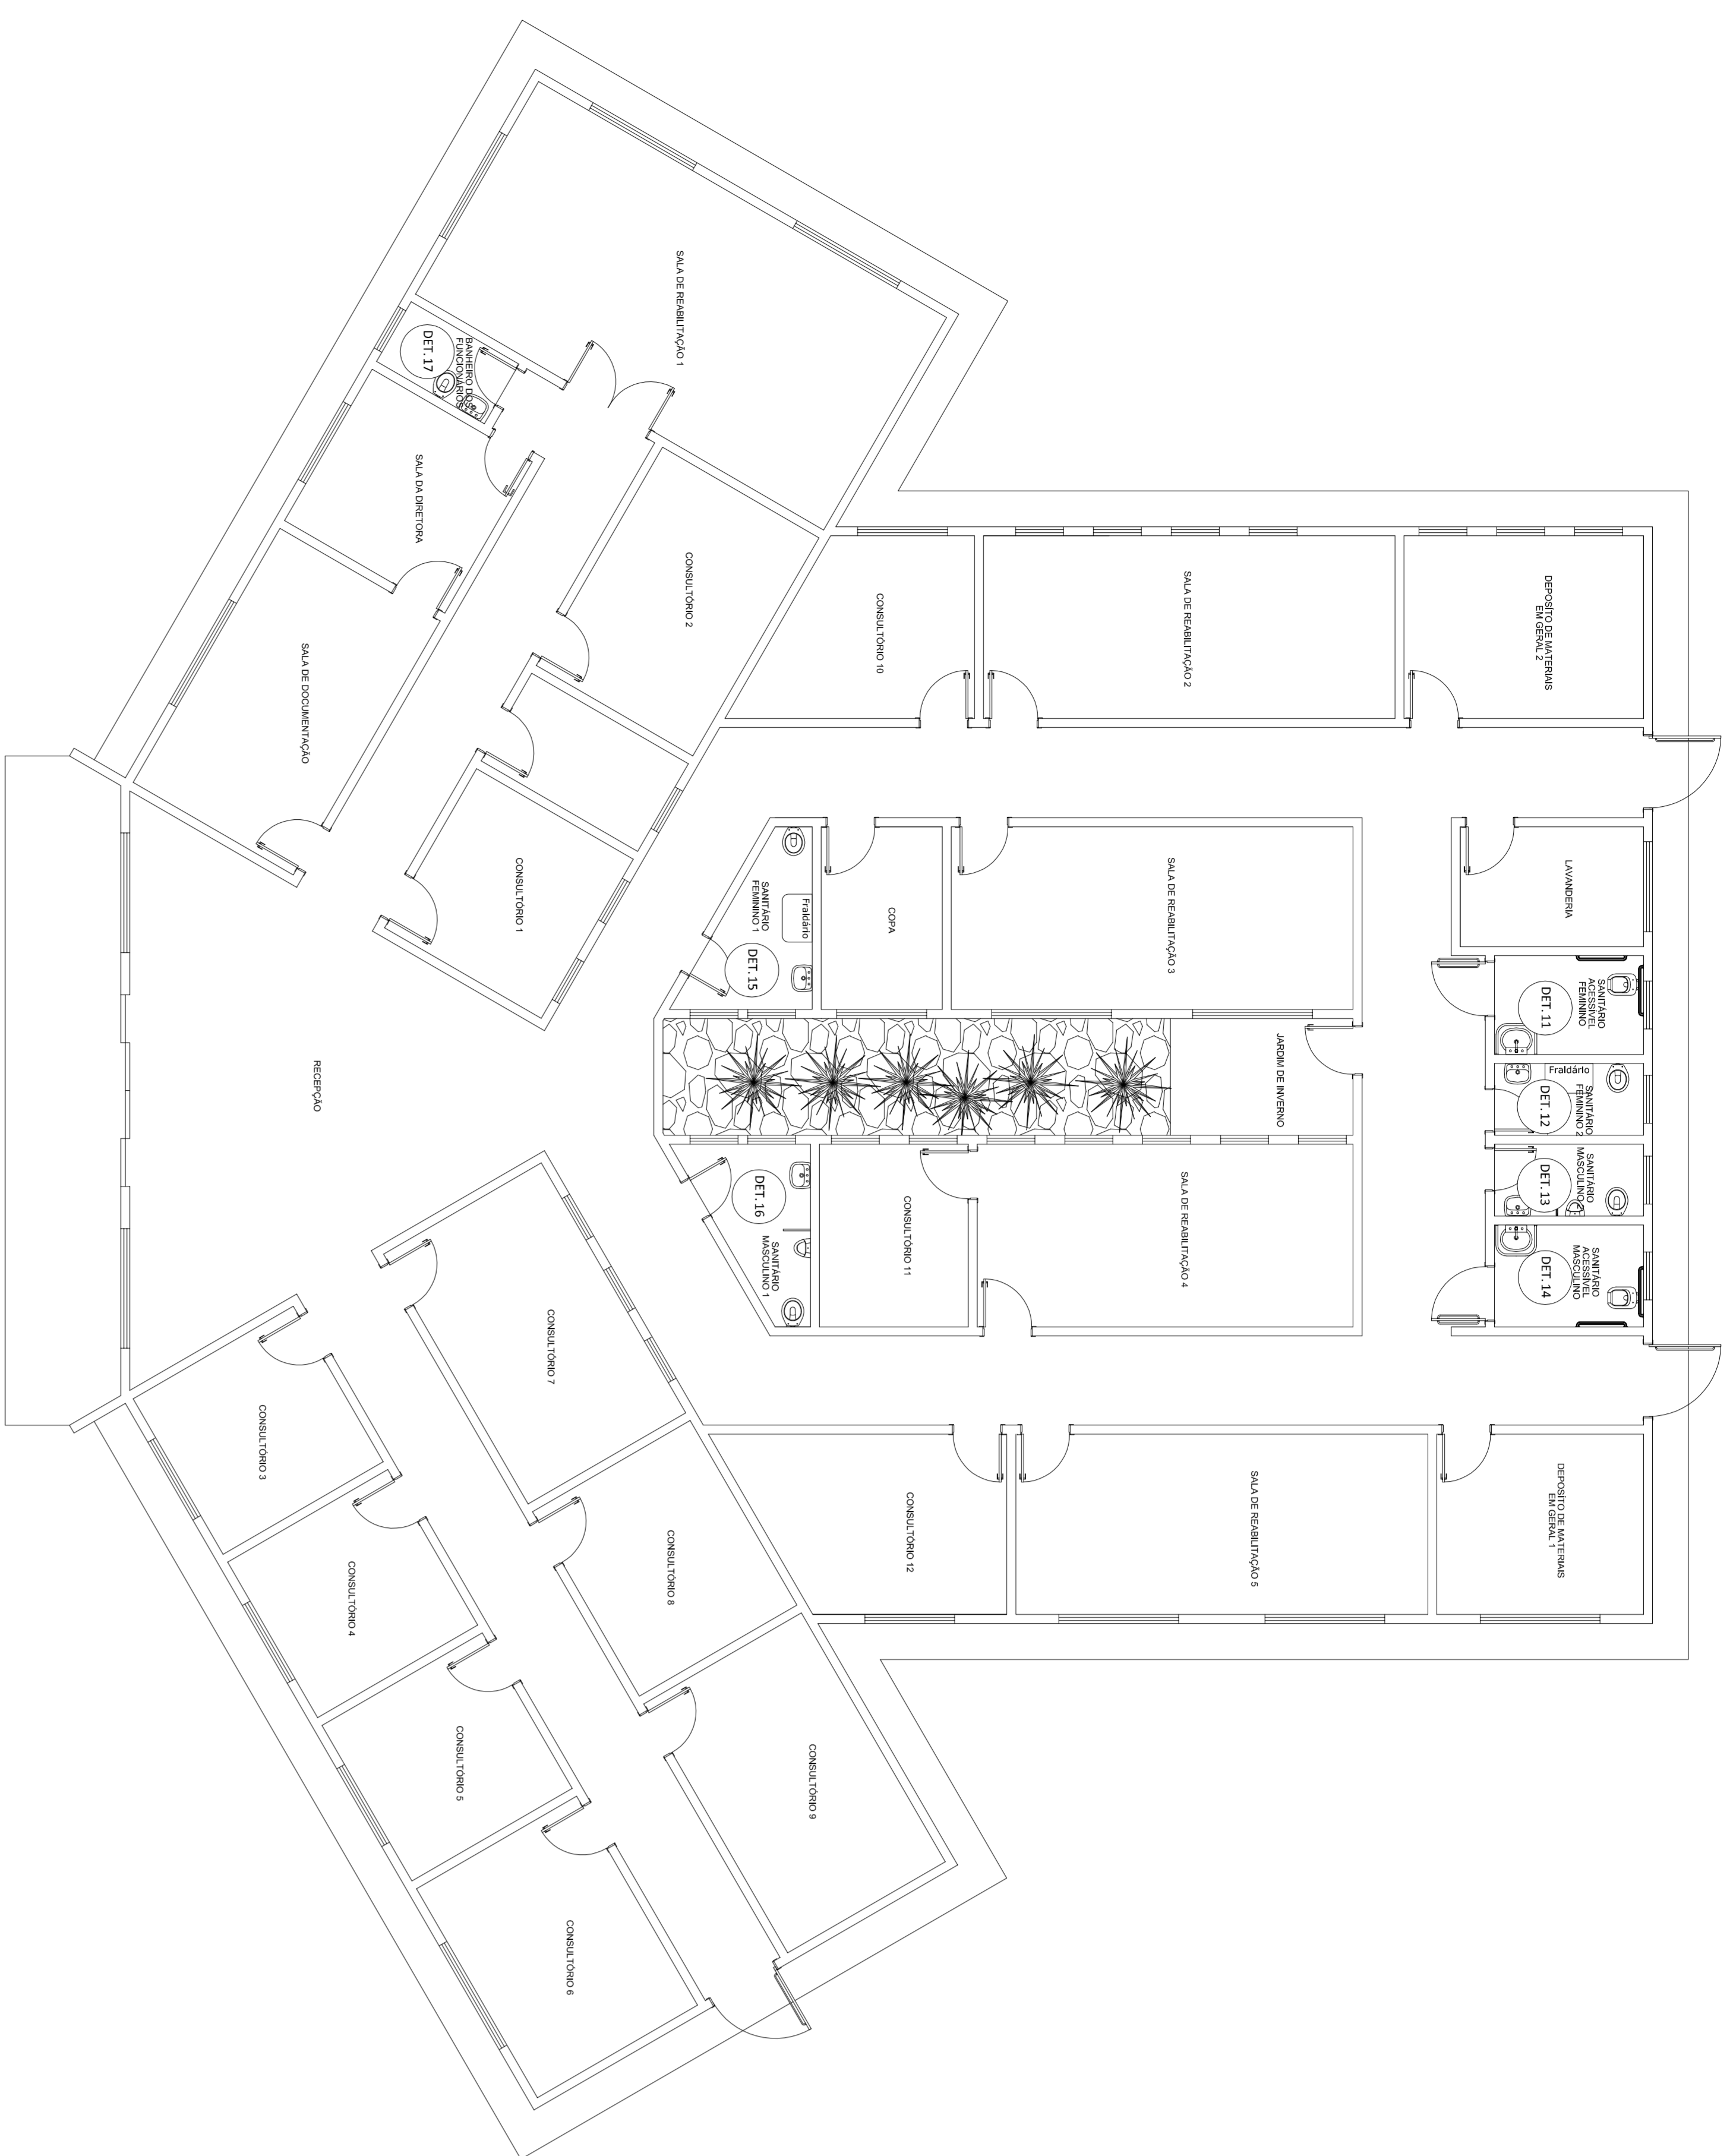 SALA DE REABILITAÇÃO 1
BANHEIRO DOS
FUNCIONÁRIOS
DET. 17
SALA DA DIRETORA
SALA DE DOCUMENTAÇÃO
CONSULTÓRIO 2
CONSULTÓRIO 1
CONSULTÓRIO 10
SALA DE REABILITAÇÃO 2
DEPOSÍTO DE MATERIAIS
EM GERAL 2
SANITÁRIO
FEMININO 1
Fraldário
DET. 15
COPA
SALA DE REABILITAÇÃO 3
LAVANDERIA
SANITÁRIO
ACESSÍVEL
FEMININO
DET. 11
JARDIM DE INVERNO
Fraldárto
SANITÁRIO
FEMININO 2
DET. 12
SANITÁRIO
MASCULINO 2
DET. 13
SANITÁRIO
ACESSÍVEL
MASCULINO
DET. 14
RECEPÇÃO
DET. 16
SANITÁRIO
MASCULINO 1
CONSULTÓRIO 11
SALA DE REABILITAÇÃO 4
CONSULTÓRIO 7
CONSULTÓRIO 3
CONSULTÓRIO 4
CONSULTÓRIO 8
CONSULTÓRIO 12
SALA DE REABILITAÇÃO 5
DEPOSÍTO DE MATERIAIS
EM GERAL 1
CONSULTÓRIO 5
CONSULTÓRIO 9
CONSULTÓRIO 6